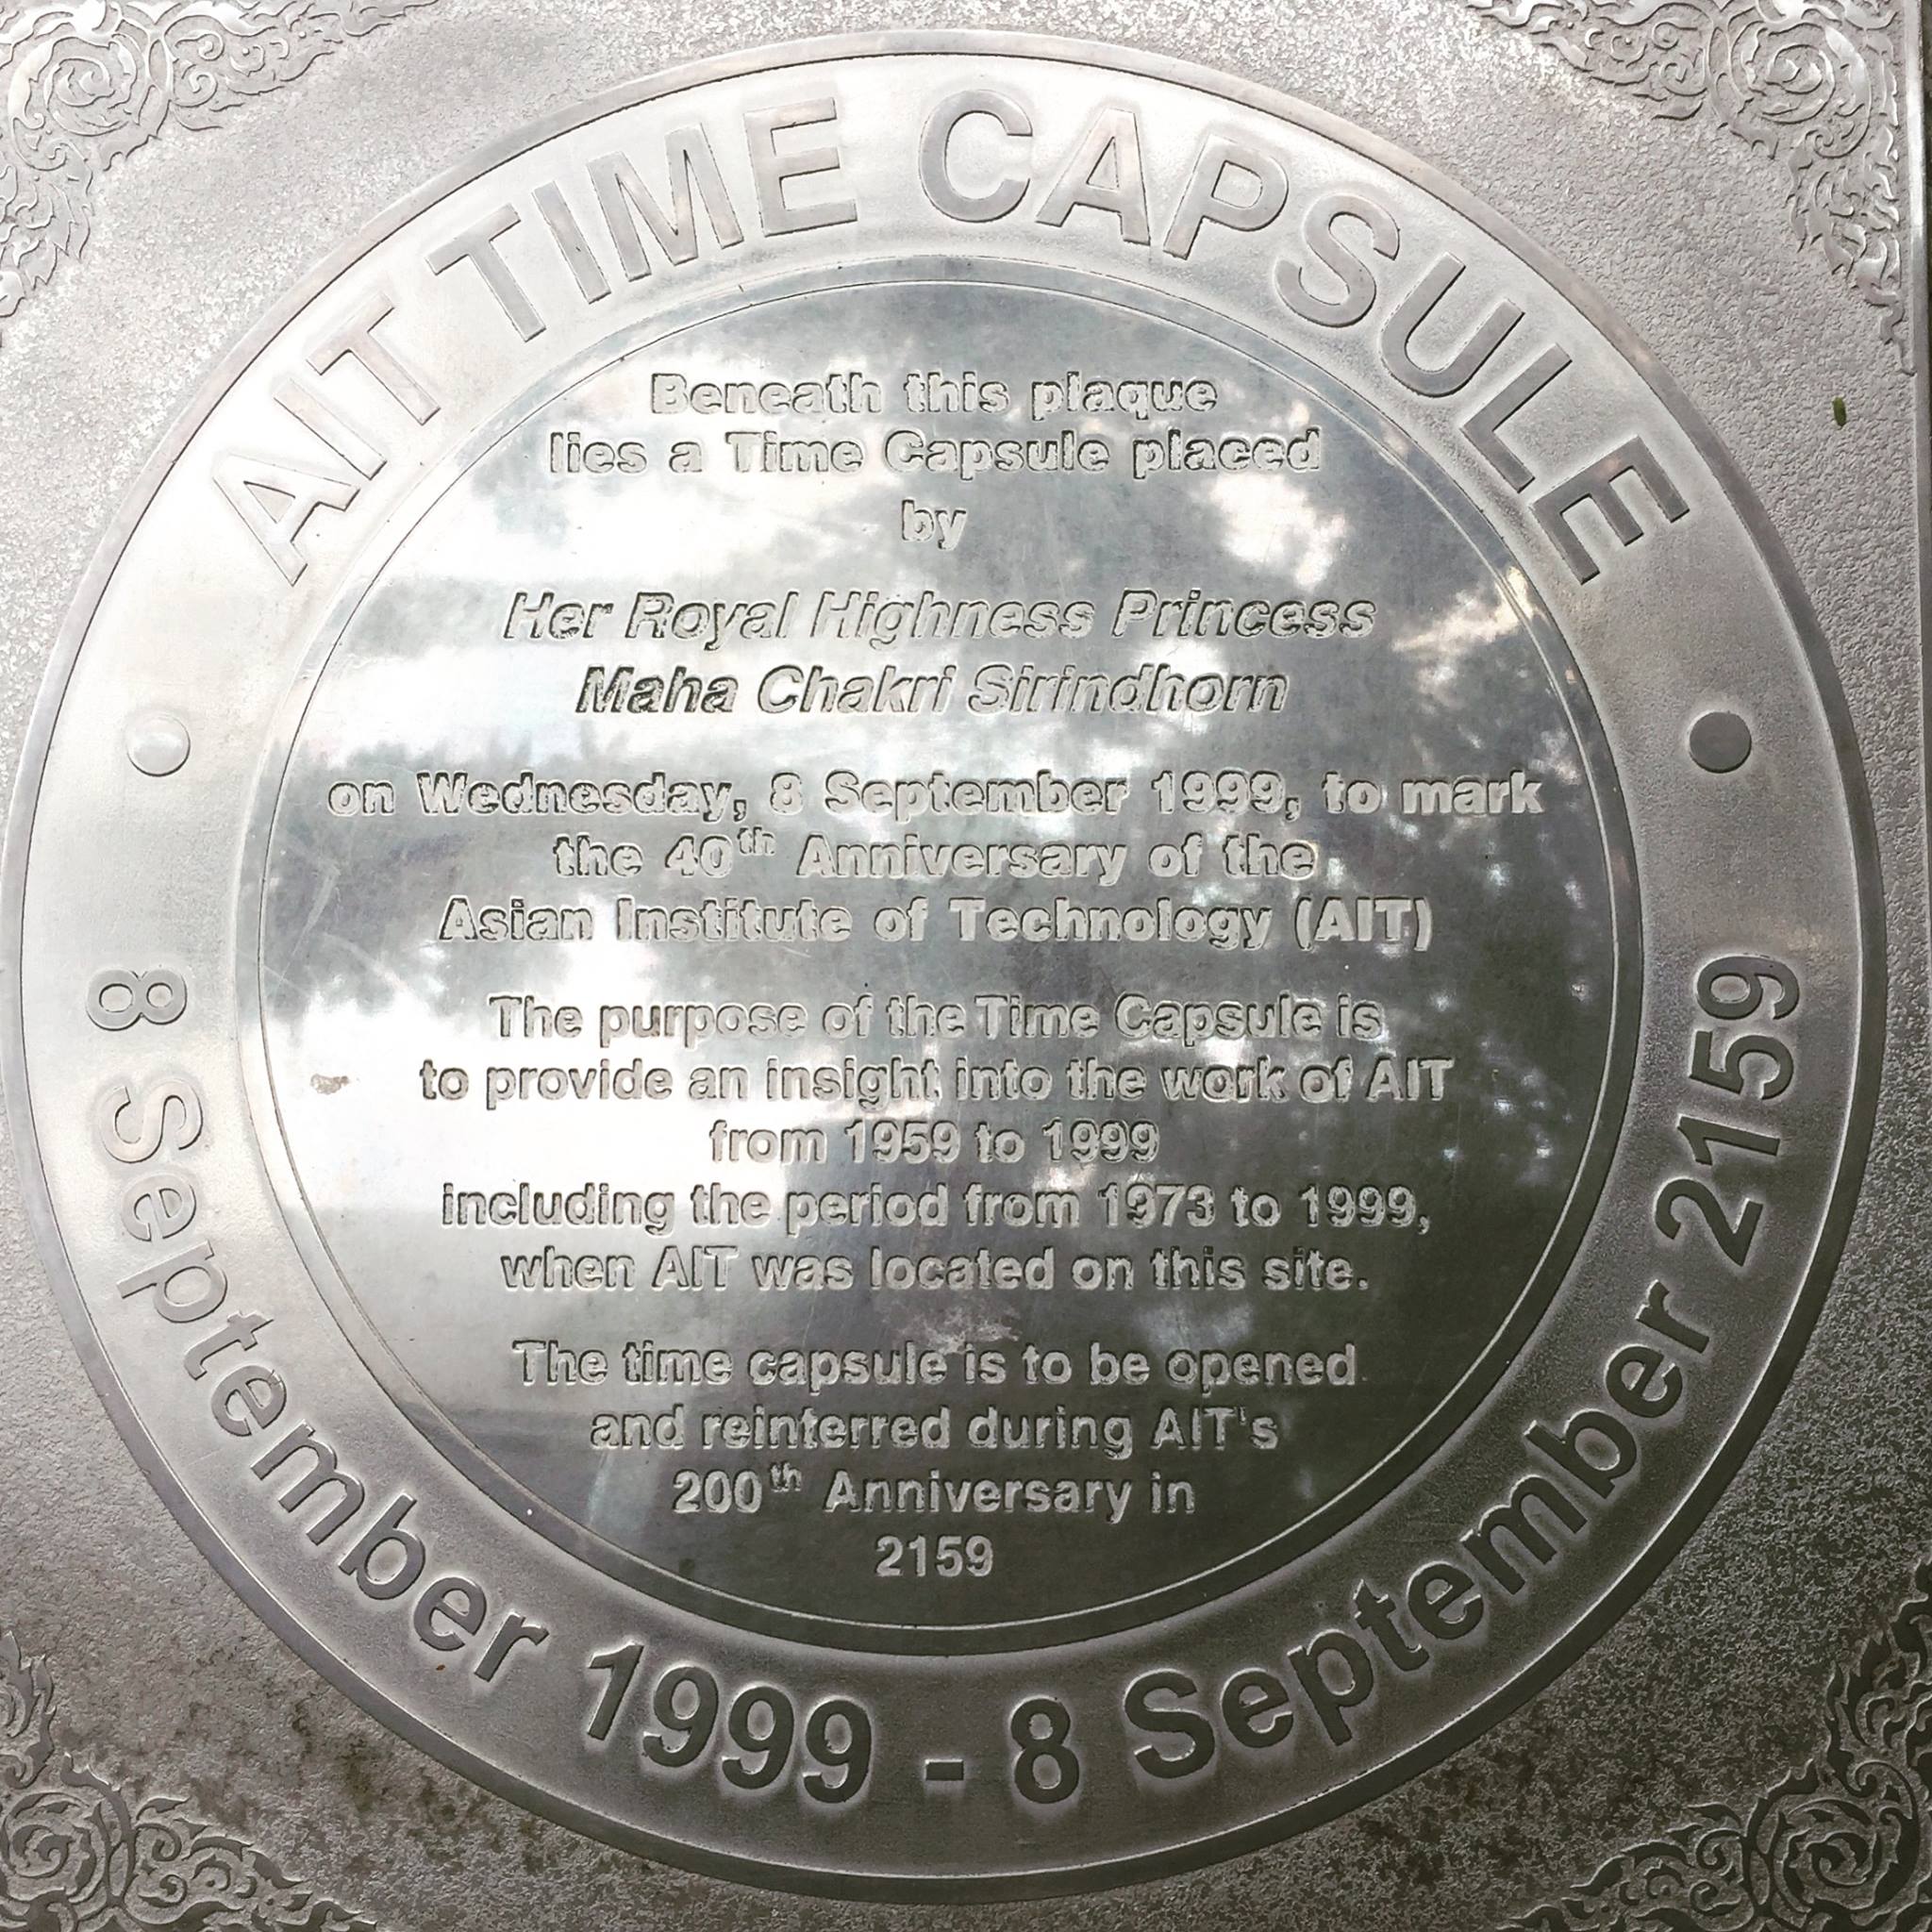 AIT TIME CAPSULE
Beneath this plaque
lies a Time Capsule placed
by
Her Royal Highness Princess
Maha Chakri Sirindhorn
on Wednesday, 8 September 1999, to mark
the 40th Anniversary of the
Asian Institute of Technology (AIT)
The purpose of the Time Capsule is
to provide an insight into the work of AIT
from 1959 to 1999
including the period from 1973 to 1999,
when AIT was located on this site.
The time capsule is to be opened
and reinterred during AIT's
200th Anniversary in
2159
8 September 1999 - 8 September 2159